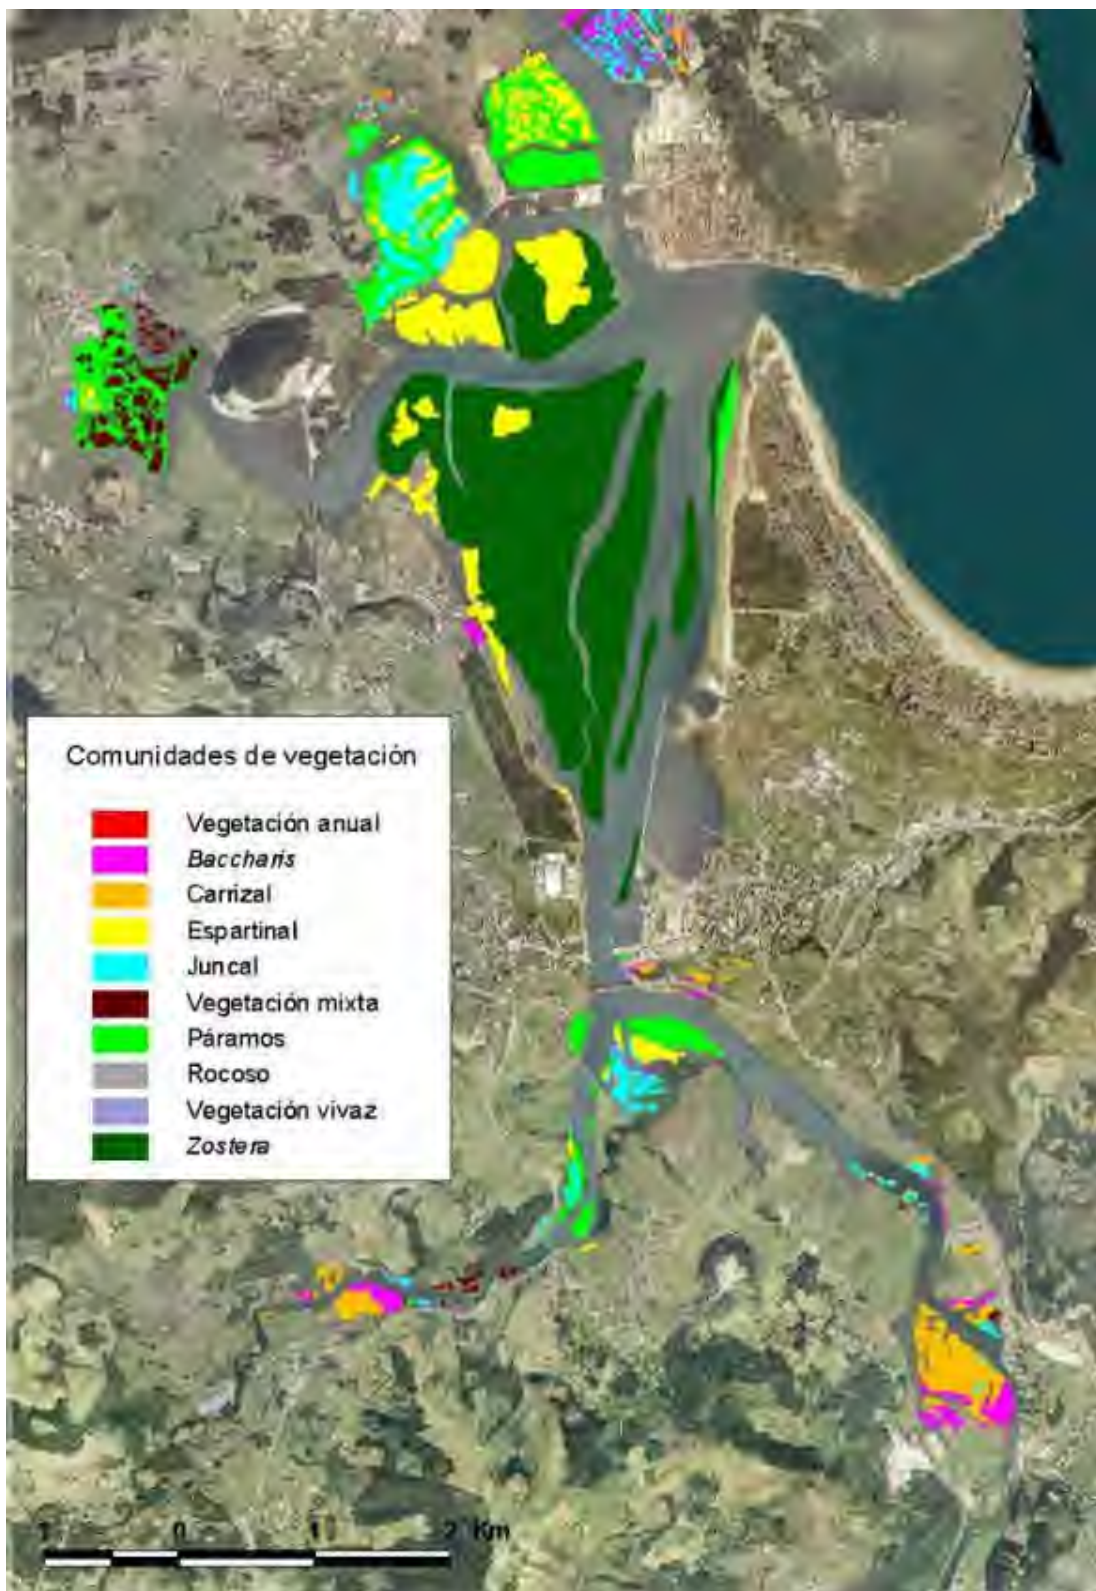 Comunidades de vegetación
Vegetación anual
Baccharis
Carrizal
Espartinal
Juncal
Vegetación mixta
Páramos
Rocoso
Vegetación vivaz
Zostera
1 0 1 2 Km